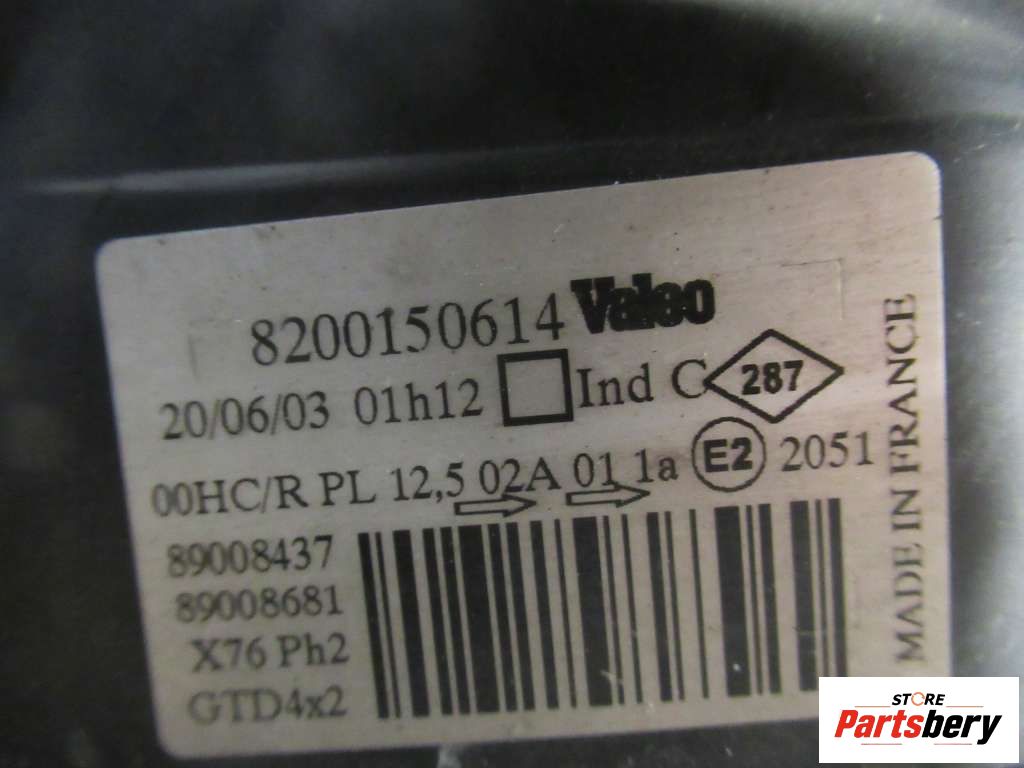 8200150614 Valeo
20/06/03 01h12 Ind C 287
00HC/R PL 12,5 02A 01 1a E2 2051
89008437
89008681
X76 Ph2
GTD4x2
MADE IN FRANCE
STORE
Partsbery